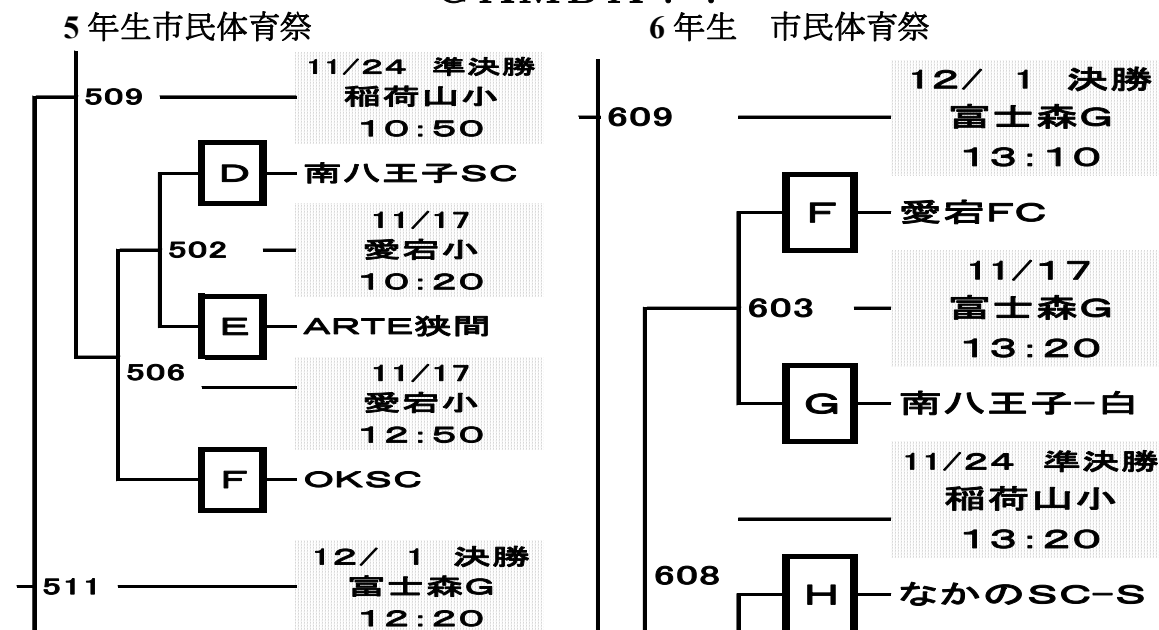 5 年生市民体育祭
11/24 準決勝
509
稲荷山小
10:50
D
南八王子SC
11/17
502
愛宕小
10:20
E
ARTE狭間
506
11/17
愛宕小
12:50
F
OKSC
12/ 1 決勝
511
富士森G
12:20
6 年生 市民体育祭
12/ 1 決勝
609
富士森G
13:10
F
愛宕FC
11/17
603
富士森G
13:20
G
南八王子-白
11/24 準決勝
稲荷山小
13:20
608
H
なかのSC-S